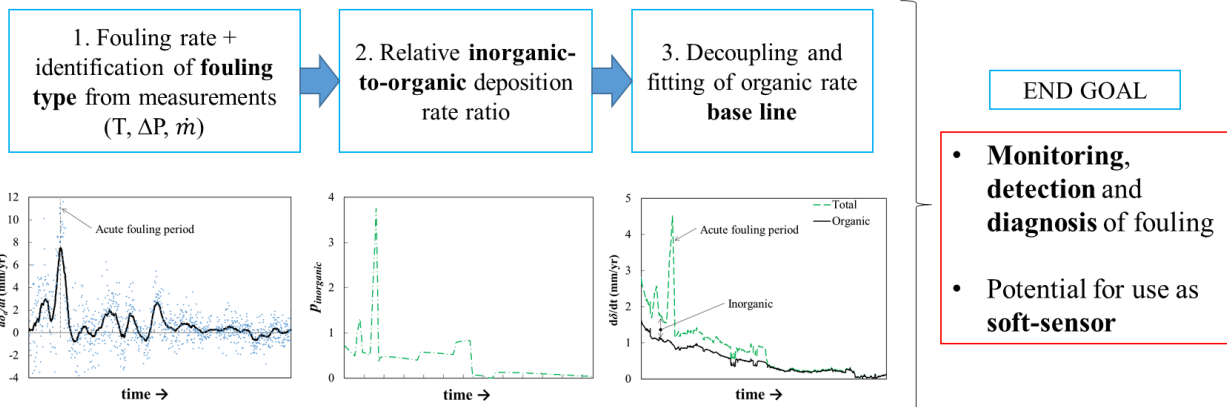 1. Fouling rate +
identification of fouling
type from measurements
(T, ΔP, ṁ)
2. Relative inorganic-
to-organic deposition
rate ratio
3. Decoupling and
fitting of organic rate
base line
END GOAL
• Monitoring,
detection and
diagnosis of fouling
• Potential for use as
soft-sensor
12
10
8
6
4
2
0
-2
-4
(mm/yr)
Acute fouling period
time →
4
3
2
1
0
Pinorganic
time →
5
4
3
2
1
0
dδ/dt (mm/yr)
Total
Organic
Acute fouling period
Inorganic
time →